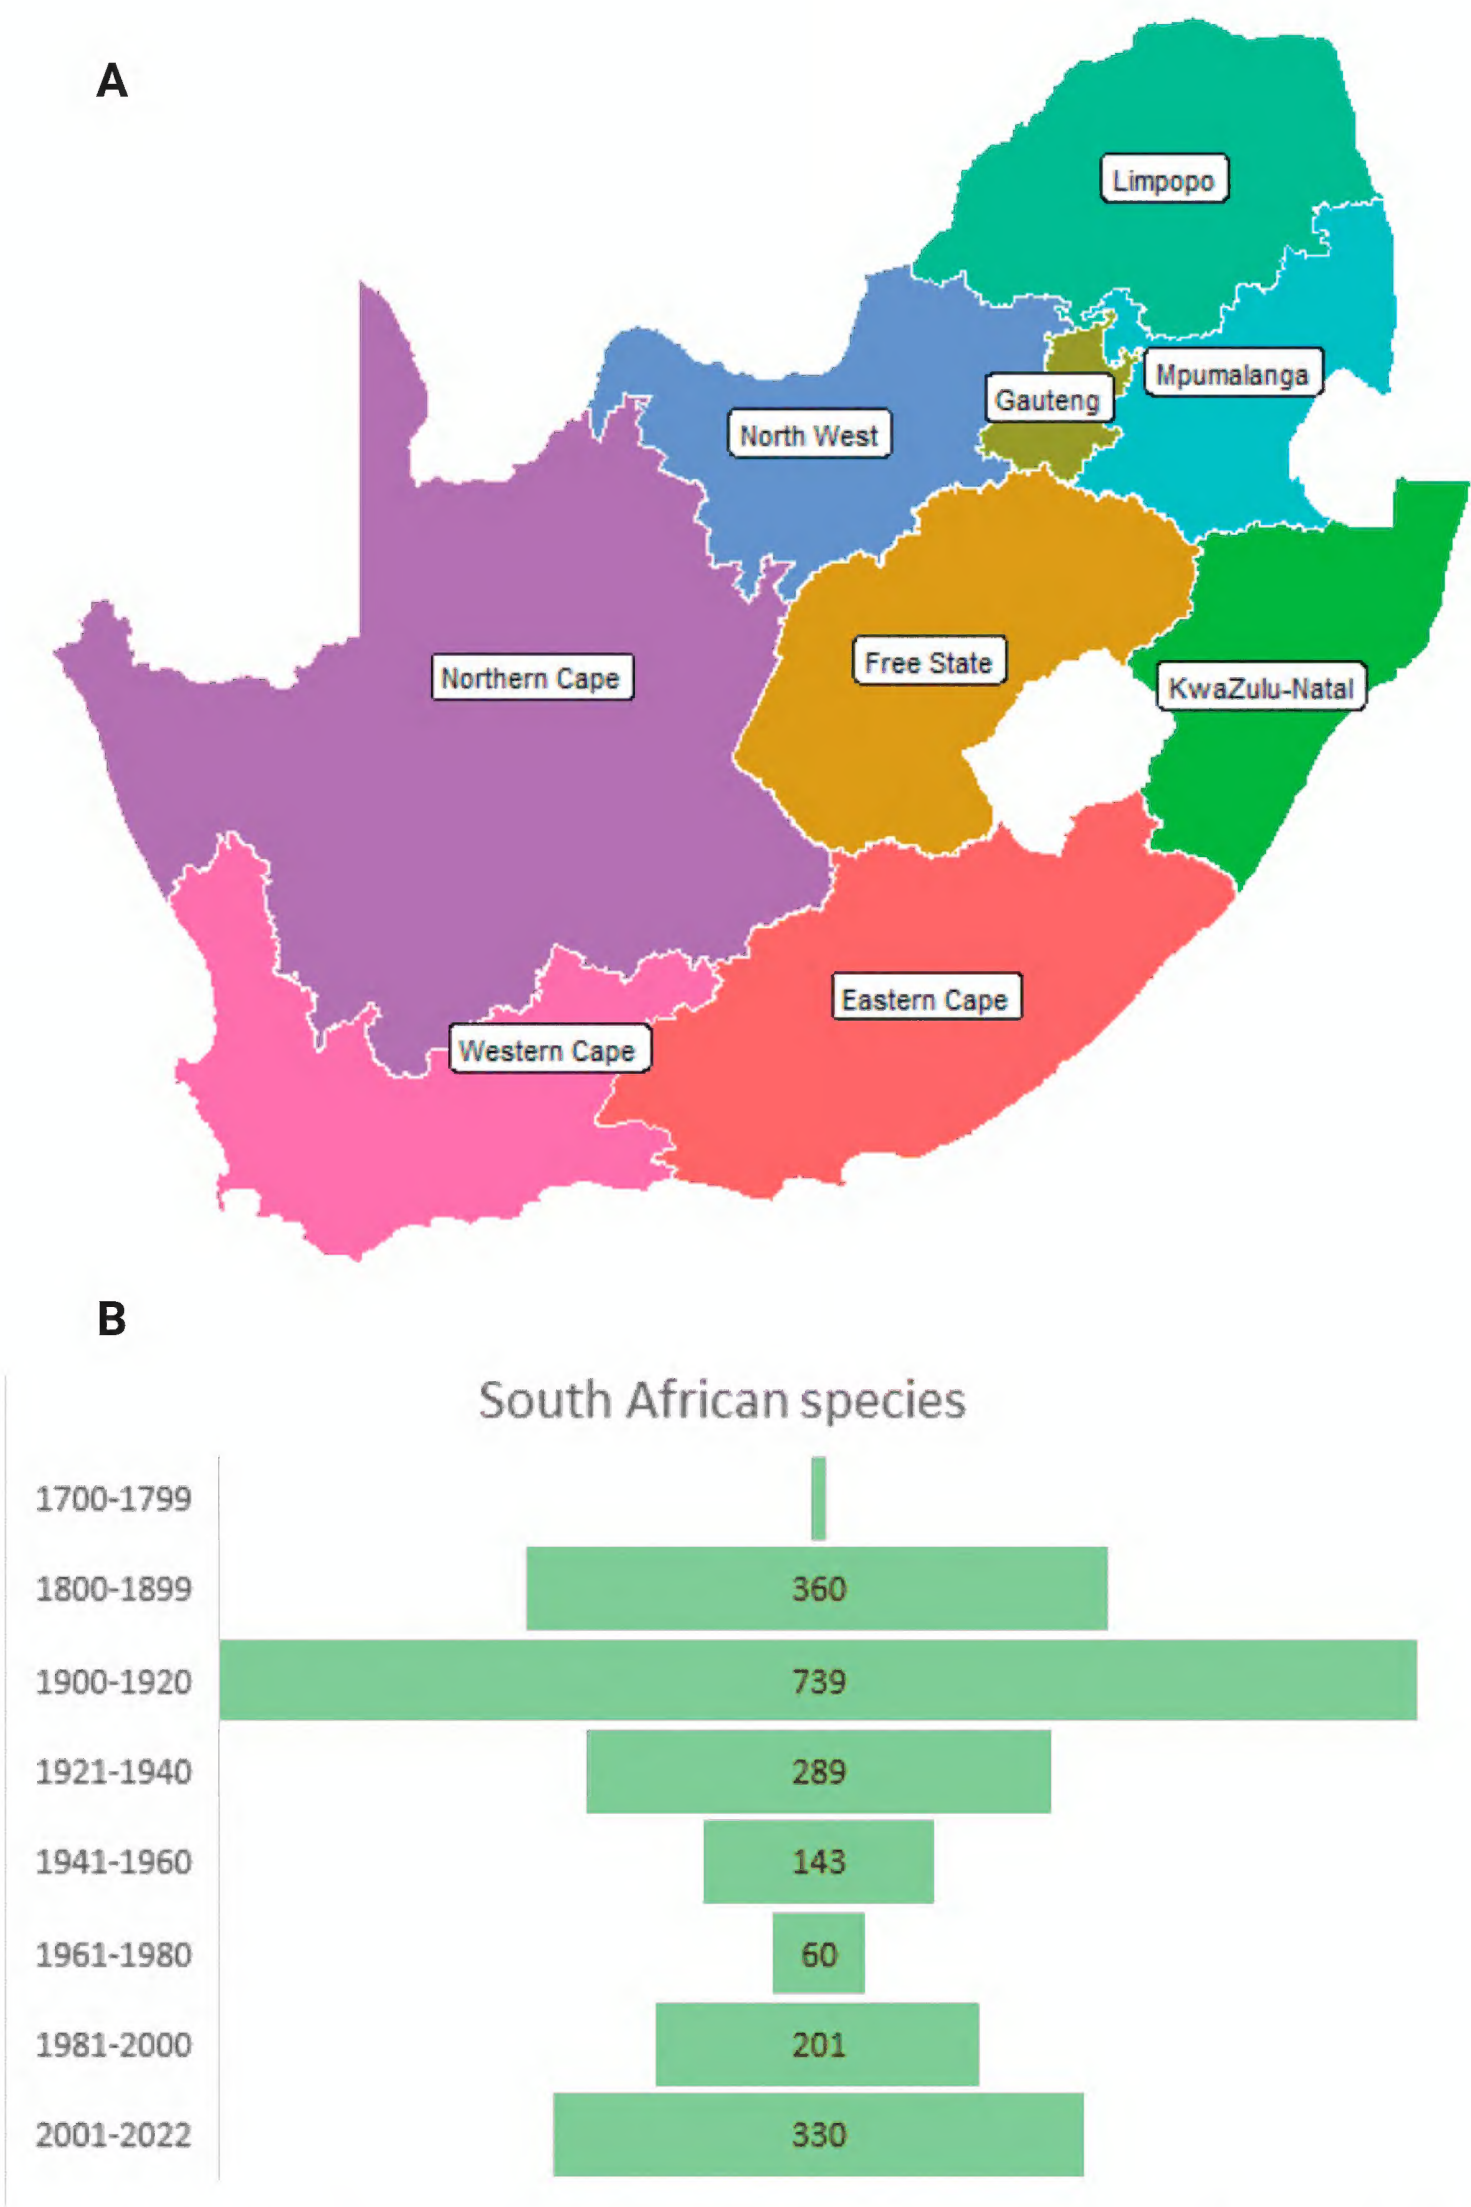 A
Limpopo
Mpumalanga
Gauteng
North West
Free State
Northern Cape
KwaZulu-Natal
Eastern Cape
Western Cape
B
South African species
1700-1799
1800-1899 360
1900-1920 739
1921-1940 289
1941-1960 143
1961-1980 60
1981-2000 201
2001-2022 330